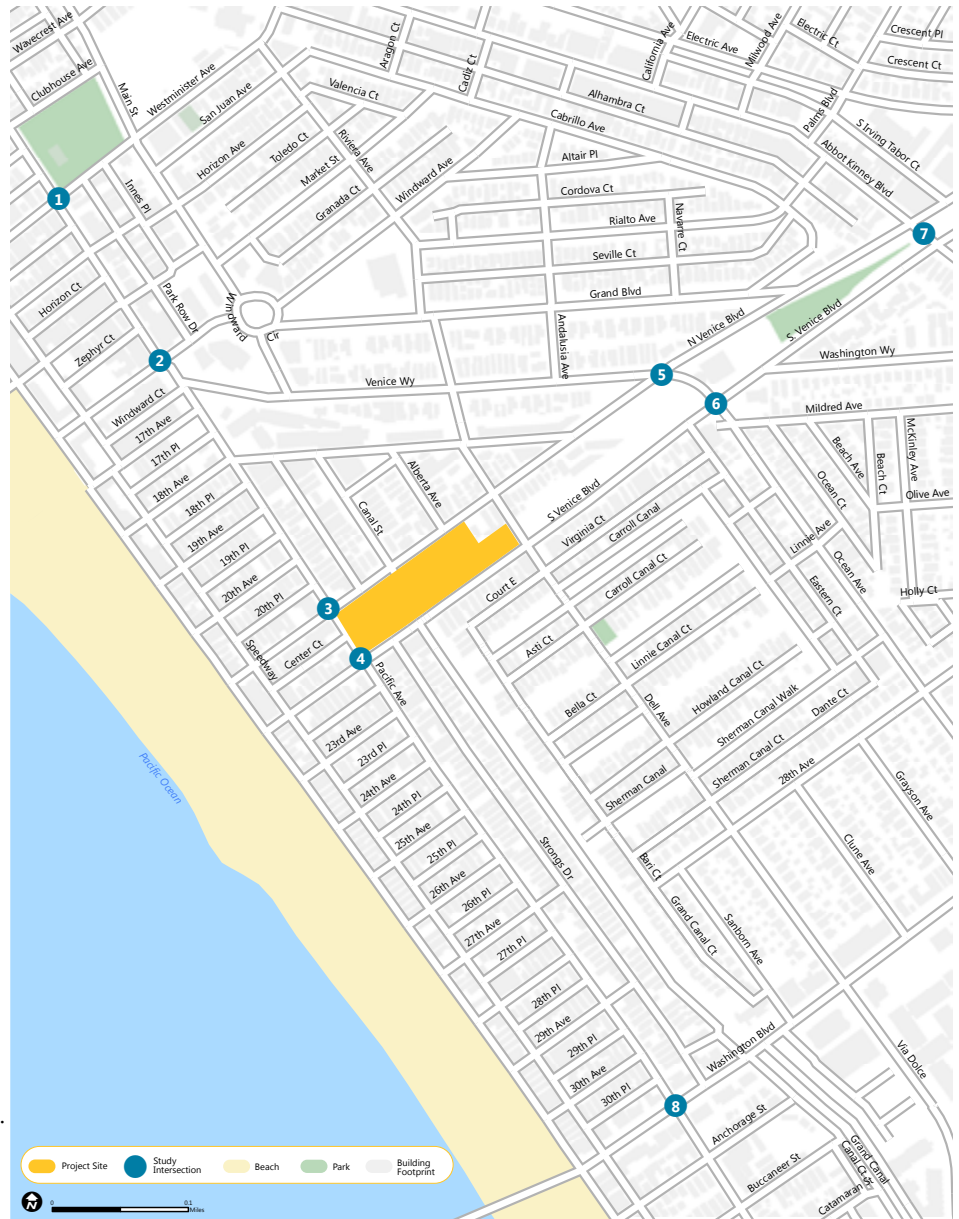 Wavecrest Ave
Clubhouse Ave
Main St
Westminister Ave
San Juan Ave
Aragon Ct
Cadiz Ct
California Ave
Electric Ave
Milwood Ave
Electric Ct
Crescent Pl
Crescent Ct
Valencia Ct
Alhambra Ct
Cabrillo Ave
Palms Blvd
S Irving Tabor Ct
Abbot Kinney Blvd
Horizon Ave
Toledo Ct
Market St
Granada Ct
Riviera Ave
Windward Ave
Altair Pl
Cordova Ct
Rialto Ave
Navarre Ct
Seville Ct
Grand Blvd
1
Innes Pl
7
Horizon Ct
Park Row Dr
Windward
Cir
Zephyr Ct
2
Andalusia Ave
N Venice Blvd
S. Venice Blvd
Washington Wy
Venice Wy
5
6
Mildred Ave
Windward Ct
17th Ave
17th Pl
18th Ave
18th Pl
19th Ave
19th Pl
20th Ave
20th Pl
Speedway
Center Ct
Canal St
Alberta Ave
S Venice Blvd
Virginia Ct
Carroll Canal
Beach Ave
Beach Ct
McKinley Ave
Ocean Ct
Olive Ave
Linnie Ave
Ocean Ave
Eastern Ct
Holly Ct
3
4
Court E
Carroll Canal Ct
Asti Ct
Linnie Canal Ct
Pacific Ave
Bella Ct
Dell Ave
Howland Canal Ct
Sherman Canal Walk
Dante Ct
Sherman Canal Ct
Sherman Canal
28th Ave
Grayson Ave
Clune Ave
Pacific Ocean
23rd Ave
23rd Pl
24th Ave
24th Pl
25th Ave
25th Pl
26th Ave
26th Pl
27th Ave
27th Pl
28th Pl
29th Ave
29th Pl
30th Ave
30th Pl
Strongs Dr
Bari Ct
Grand Canal Ct
Sanborn Ave
Washington Blvd
Via Dolce
8
Anchorage St
Buccaneer St
Grand Canal
Canal Ct
Catamaran St
Project Site
Study
Intersection
Beach
Park
Building
Footprint
N
0
0.1
Miles